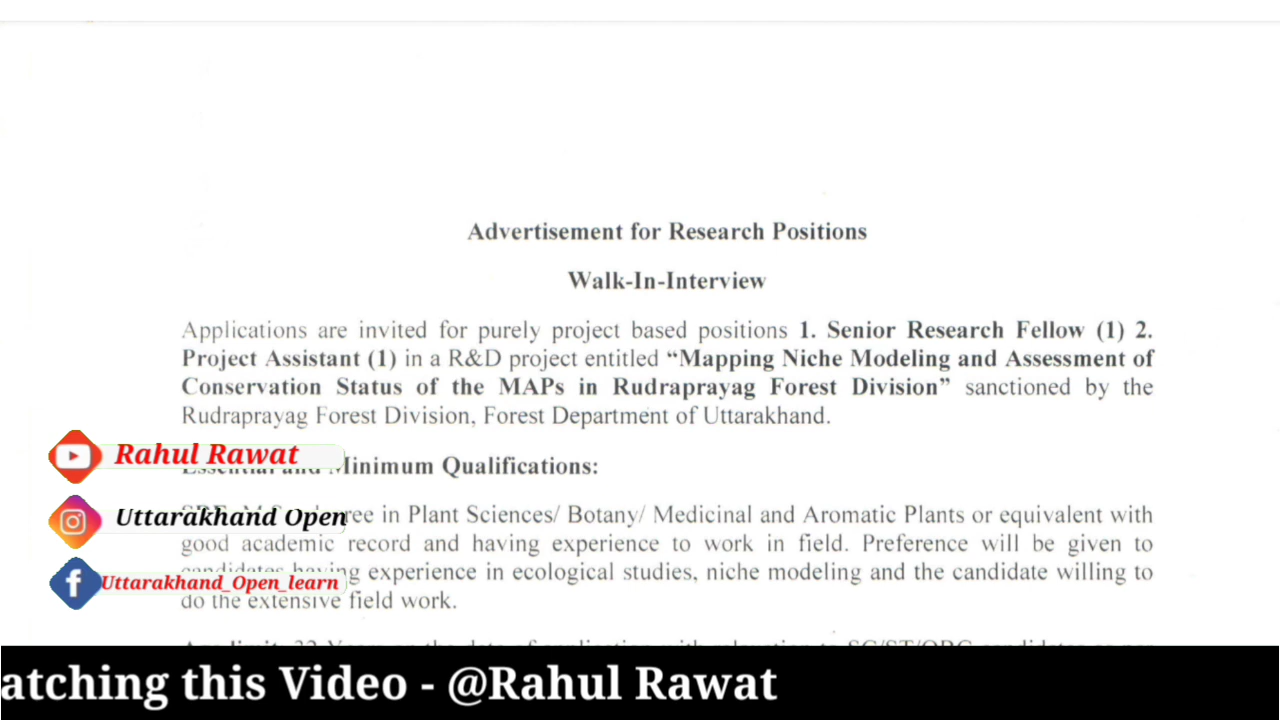 Advertisement for Research Positions
Walk-In-Interview
Applications are invited for purely project based positions 1. Senior Research Fellow (1) 2.
Project Assistant (1) in a R&D project entitled “Mapping Niche Modeling and Assessment of
Conservation Status of the MAPs in Rudraprayag Forest Division” sanctioned by the
Rudraprayag Forest Division, Forest Department of Uttarakhand.
Rahul Rawat
Essential and Minimum Qualifications:
Uttarakhand Open
in Plant Sciences/ Botany/ Medicinal and Aromatic Plants or equivalent with
good academic record and having experience to work in field. Preference will be given to
candidates having experience in ecological studies, niche modeling and the candidate willing to
Uttarakhand_Open_learn
do the extensive field work.
atching this Video - @Rahul Rawat